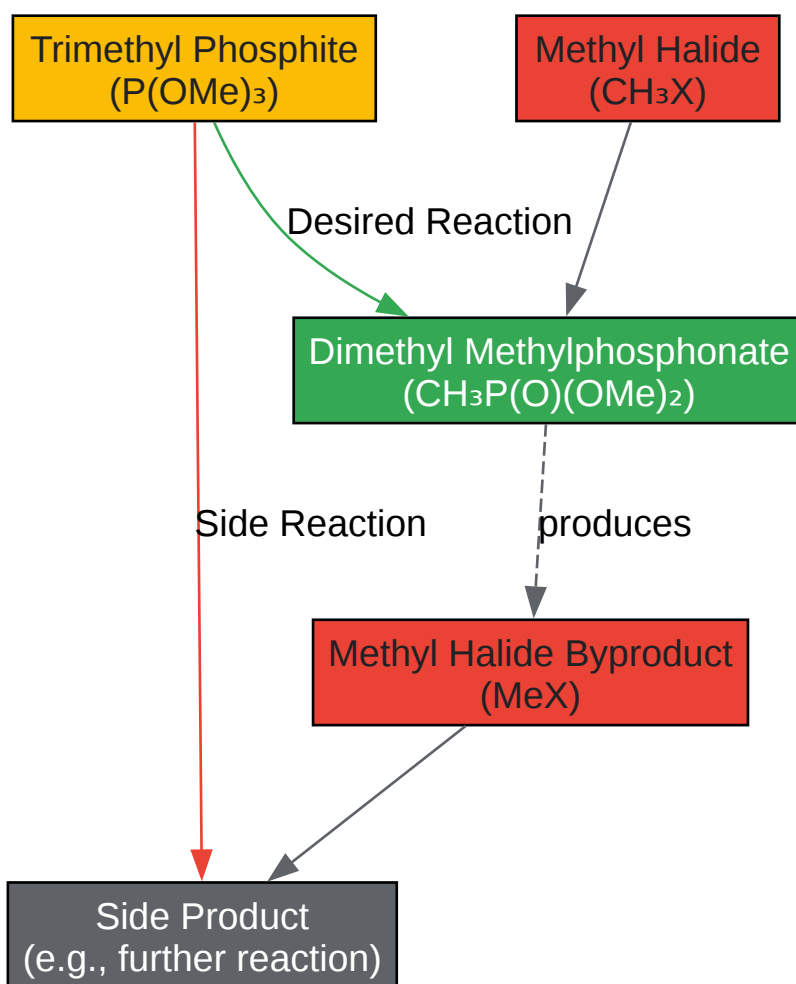 Trimethyl Phosphite
(P(OMe)₃)
Methyl Halide
(CH₃X)
Desired Reaction
Dimethyl Methylphosphonate
(CH₃P(O)(OMe)₂)
Side Reaction
produces
Methyl Halide Byproduct
(MeX)
Side Product
(e.g., further reaction)